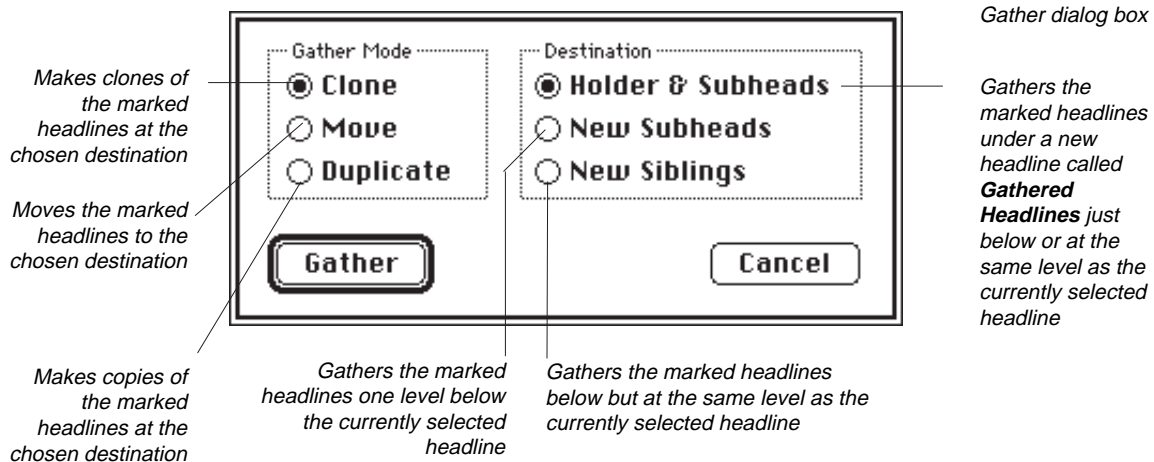 Gather dialog box
Gather Mode
Clone
Move
Duplicate
Destination
Holder & Subheads
New Subheads
New Siblings
Gather
Cancel
Makes clones of
the marked
headlines at the
chosen destination
Moves the marked
headlines to the
chosen destination
Makes copies of
the marked
headlines at the
chosen destination
Gathers the marked
headlines one level below
the currently selected
headline
Gathers the marked headlines
below but at the same level as the
currently selected headline
Gathers the
marked headlines
under a new
headline called
Gathered
Headlines just
below or at the
same level as the
currently selected
headline